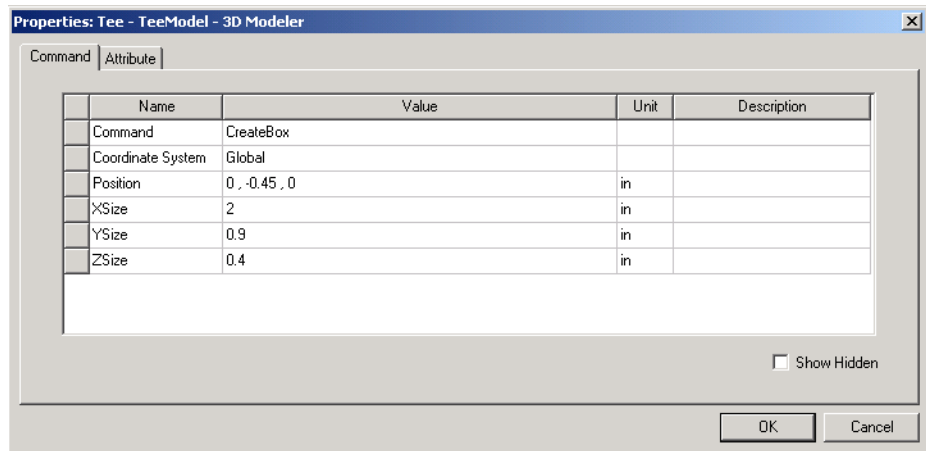 Properties: Tee - TeeModel - 3D Modeler
Command Attribute
Name Value Unit Description
Command CreateBox
Coordinate System Global
Position 0 , -0.45 , 0 in
XSize 2 in
YSize 0.9 in
ZSize 0.4 in
Show Hidden
OK Cancel